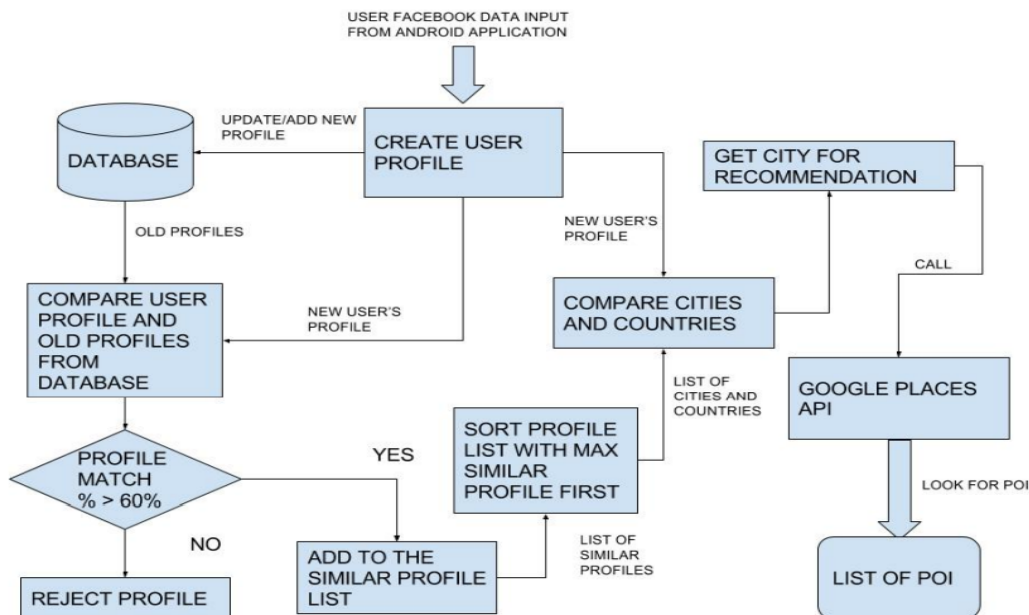 USER FACEBOOK DATA INPUT
FROM ANDROID APPLICATION
UPDATE/ADD NEW
PROFILE
DATABASE
CREATE USER
PROFILE
GET CITY FOR
RECOMMENDATION
OLD PROFILES
NEW USER'S
PROFILE
CALL
COMPARE USER
PROFILE AND
OLD PROFILES
FROM
DATABASE
NEW USER'S
PROFILE
COMPARE CITIES
AND COUNTRIES
LIST OF
CITIES AND
COUNTRIES
GOOGLE PLACES
API
PROFILE
MATCH
% > 60%
YES
SORT PROFILE
LIST WITH MAX
SIMILAR
PROFILE FIRST
LOOK FOR POI
NO
ADD TO THE
SIMILAR PROFILE
LIST
LIST OF
SIMILAR
PROFILES
LIST OF POI
REJECT PROFILE